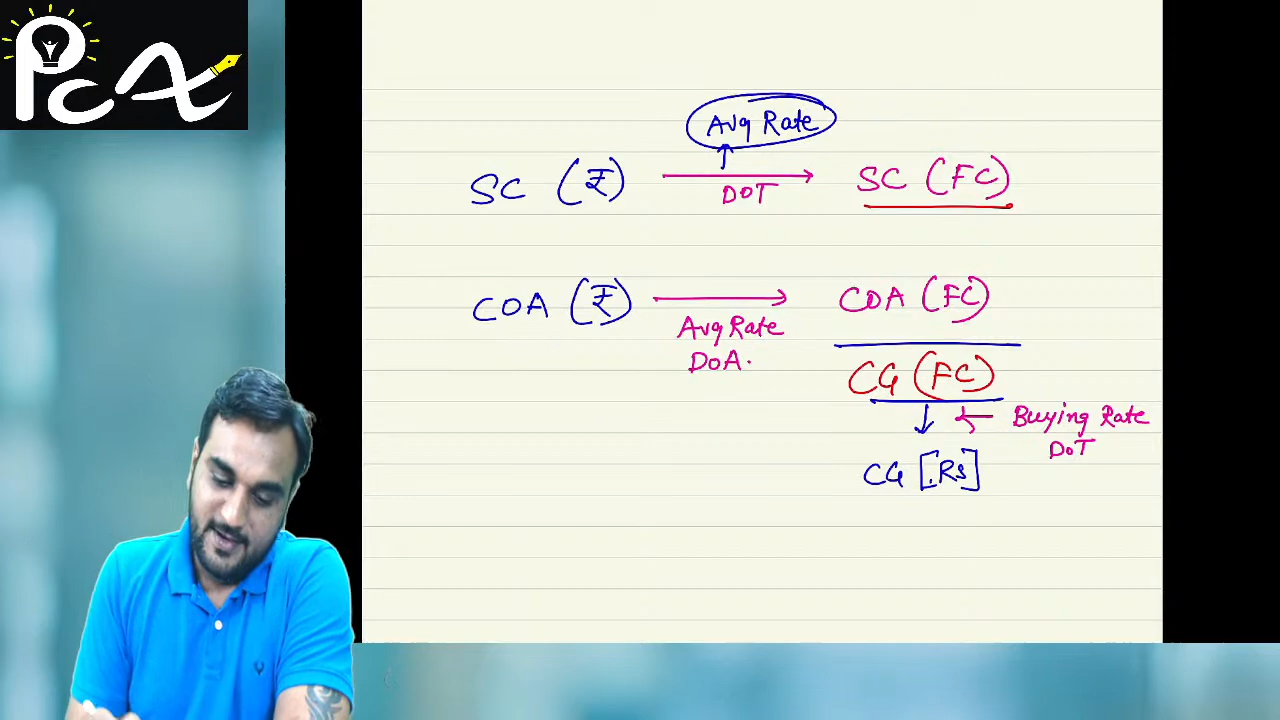 PCA
Avg Rate
SC (₹) DOT SC (FC)
COA (₹) COA (FC)
Avg Rate
DOA.
CG (FC)
Buying Rate
DOT
CG [.Rs]